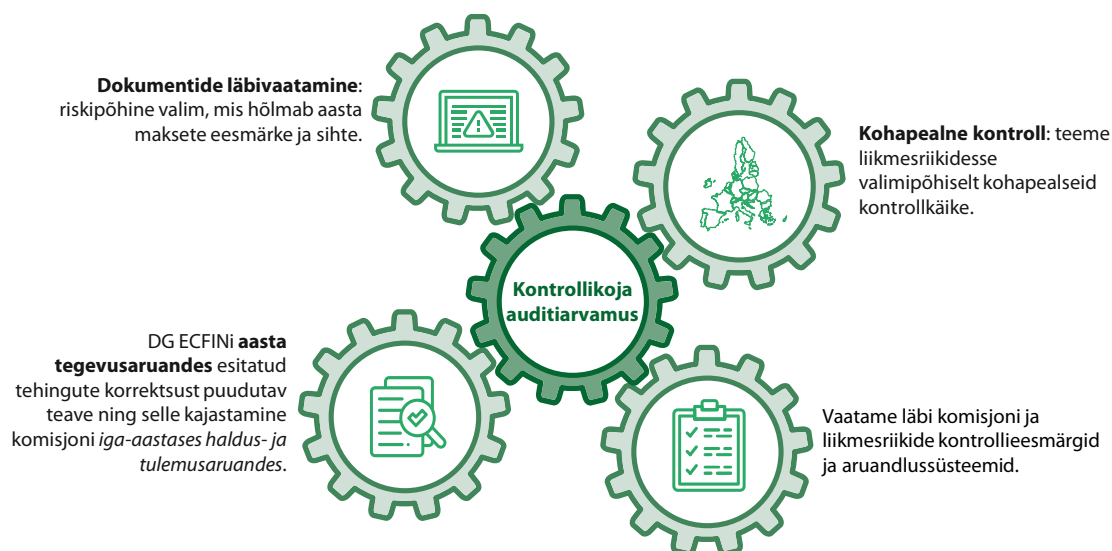 Dokumentide läbivaatamine:
riskipõhine valim, mis hõlmab aasta
maksete eesmärke ja sihte.
Kohapealne kontroll: teeme
liikmesriikidesse
valimipõhiselt kohapealseid
kontrollkäike.
Kontrollikoja
auditiarvamus
DG ECFINi aasta
tegevusaruandes esitatud
tehingute korrektsust puudutav
teave ning selle kajastamine
komisjoni iga-aastases haldus- ja
tulemusaruandes.
Vaatame läbi komisjoni ja
liikmesriikide kontrollieesmärgid
ja aruandlussüsteemid.